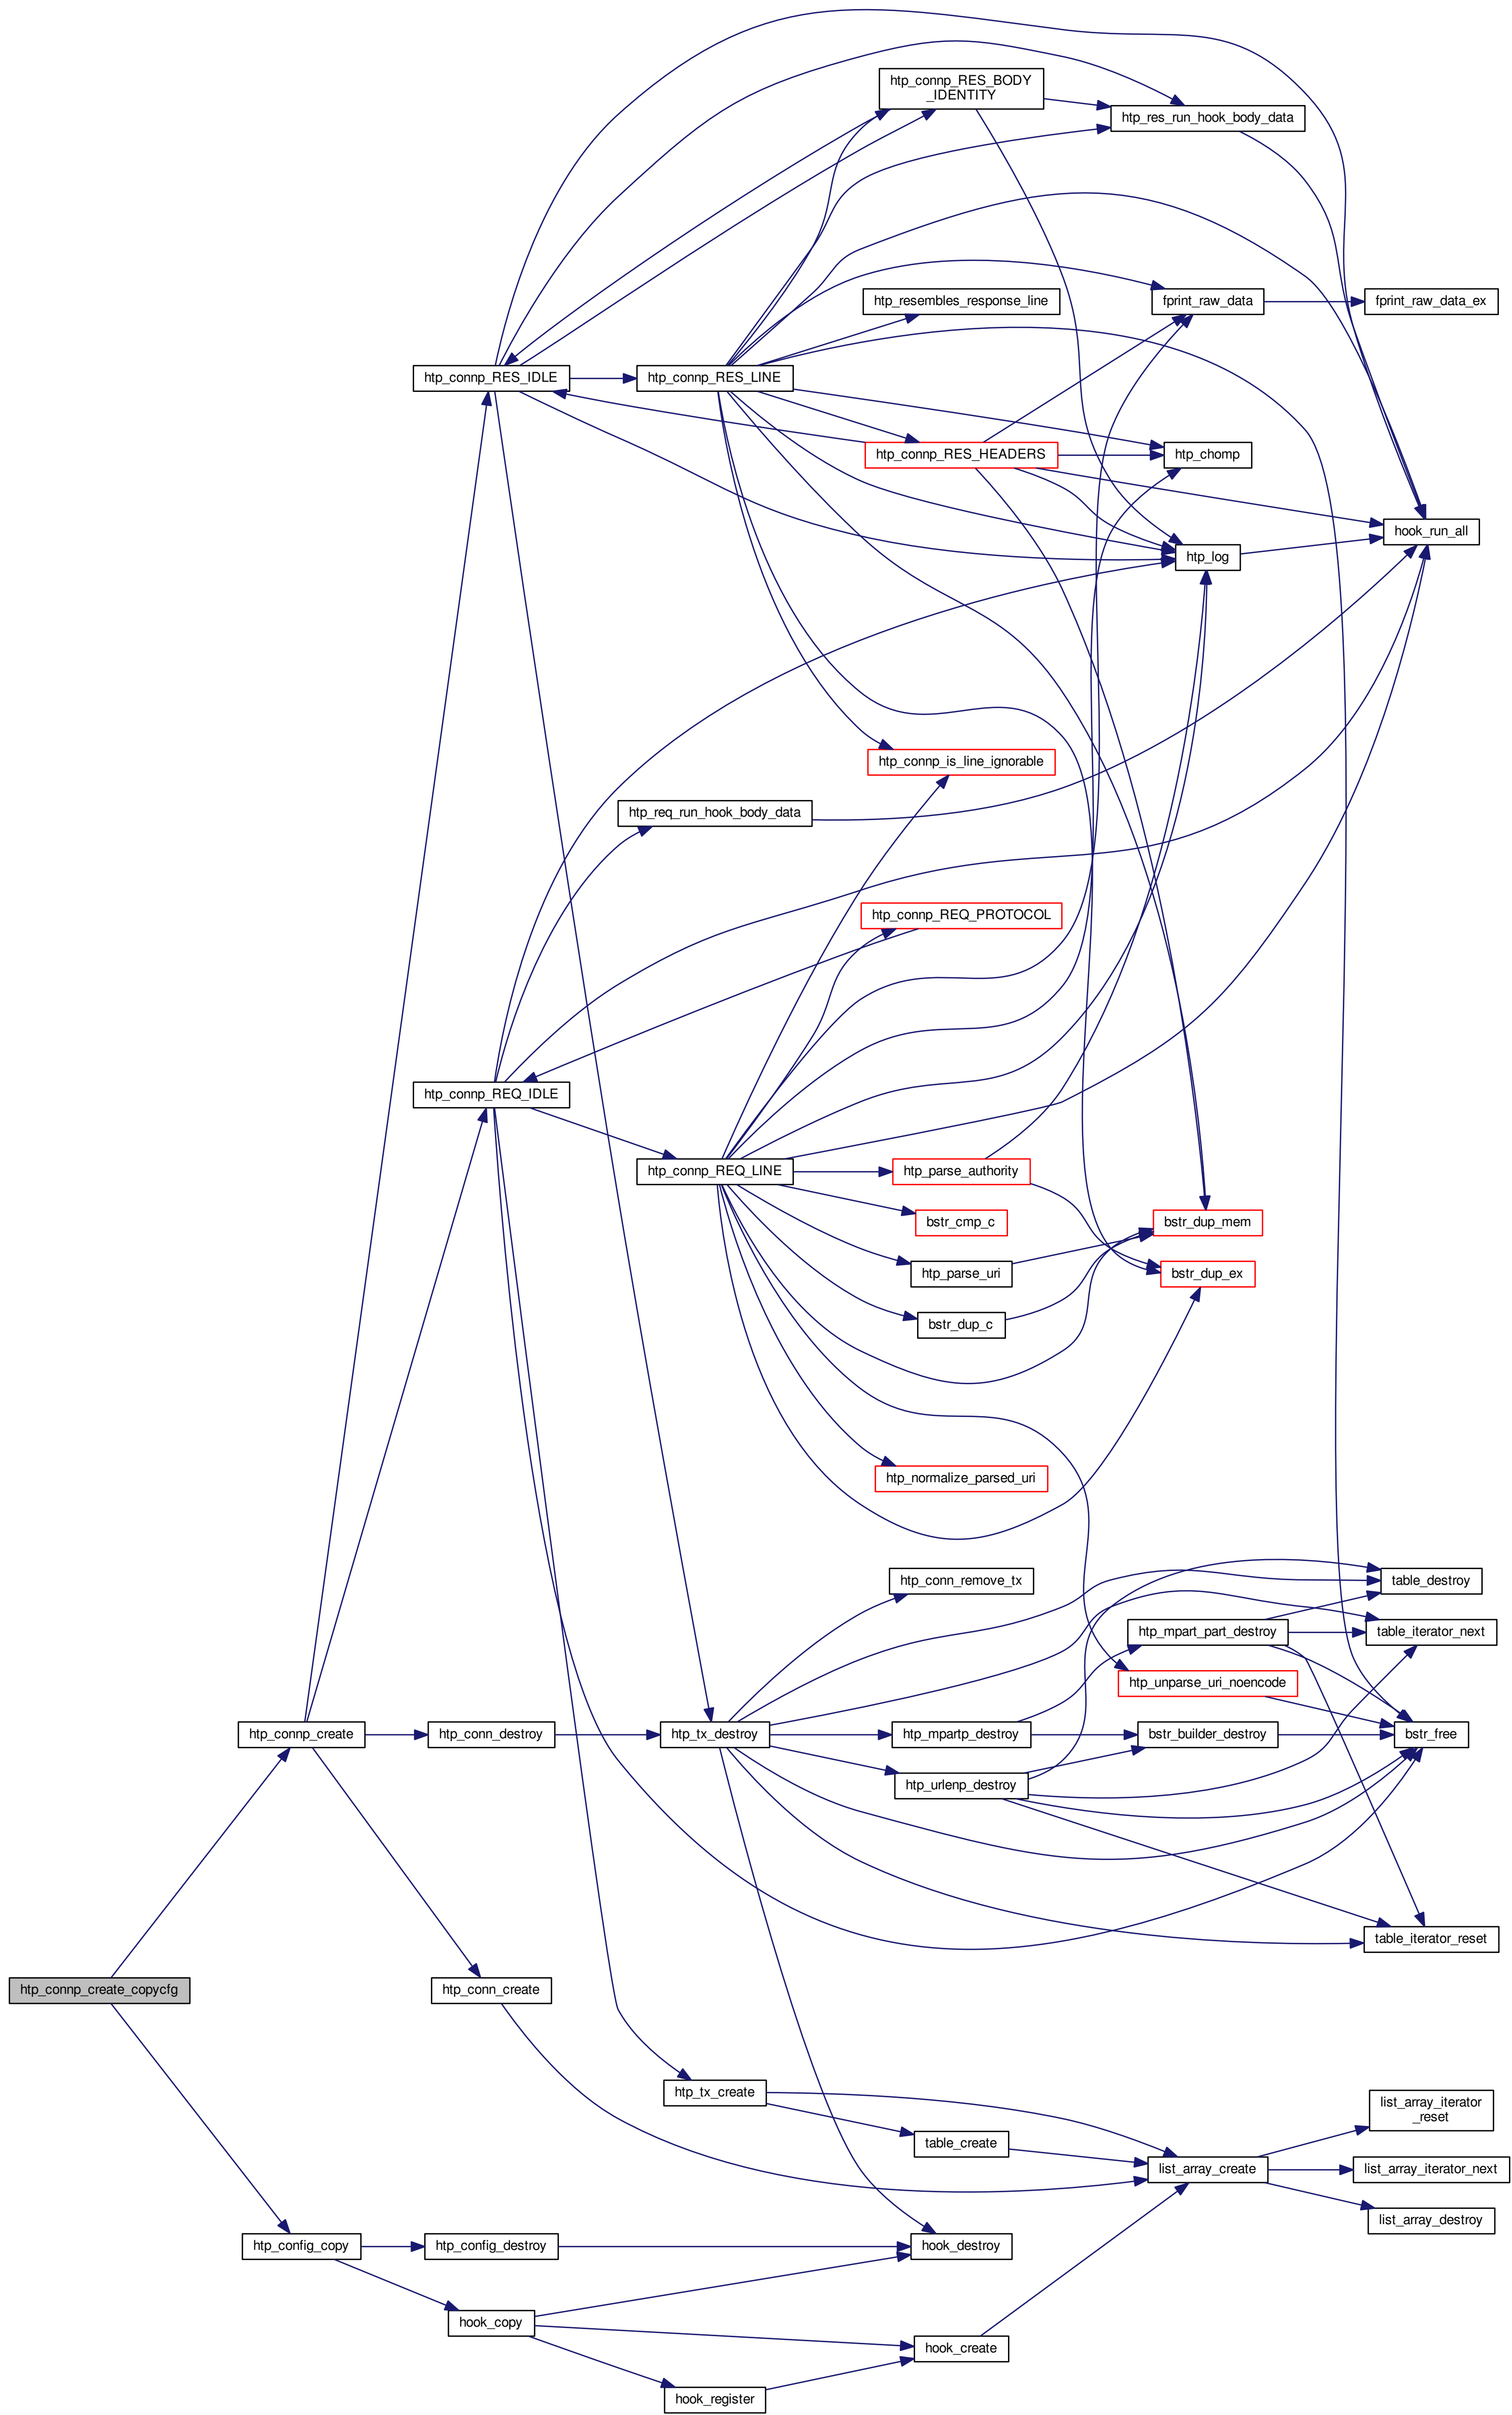 htp_connp_RES_BODY
_IDENTITY
htp_res_run_hook_body_data
htp_resembles_response_line
fprint_raw_data
fprint_raw_data_ex
htp_connp_RES_IDLE
htp_connp_RES_LINE
htp_connp_RES_HEADERS
htp_chomp
hook_run_all
htp_log
htp_connp_is_line_ignorable
htp_req_run_hook_body_data
htp_connp_REQ_PROTOCOL
htp_connp_REQ_IDLE
htp_connp_REQ_LINE
htp_parse_authority
bstr_cmp_c
bstr_dup_mem
htp_parse_uri
bstr_dup_ex
bstr_dup_c
htp_normalize_parsed_uri
htp_conn_remove_tx
table_destroy
htp_mpart_part_destroy
table_iterator_next
htp_unparse_uri_noencode
htp_connp_create
htp_conn_destroy
htp_tx_destroy
htp_mpartp_destroy
bstr_builder_destroy
bstr_free
htp_urlenp_destroy
table_iterator_reset
htp_connp_create_copycfg
htp_conn_create
htp_tx_create
list_array_iterator
_reset
table_create
list_array_create
list_array_iterator_next
list_array_destroy
htp_config_copy
htp_config_destroy
hook_destroy
hook_copy
hook_create
hook_register